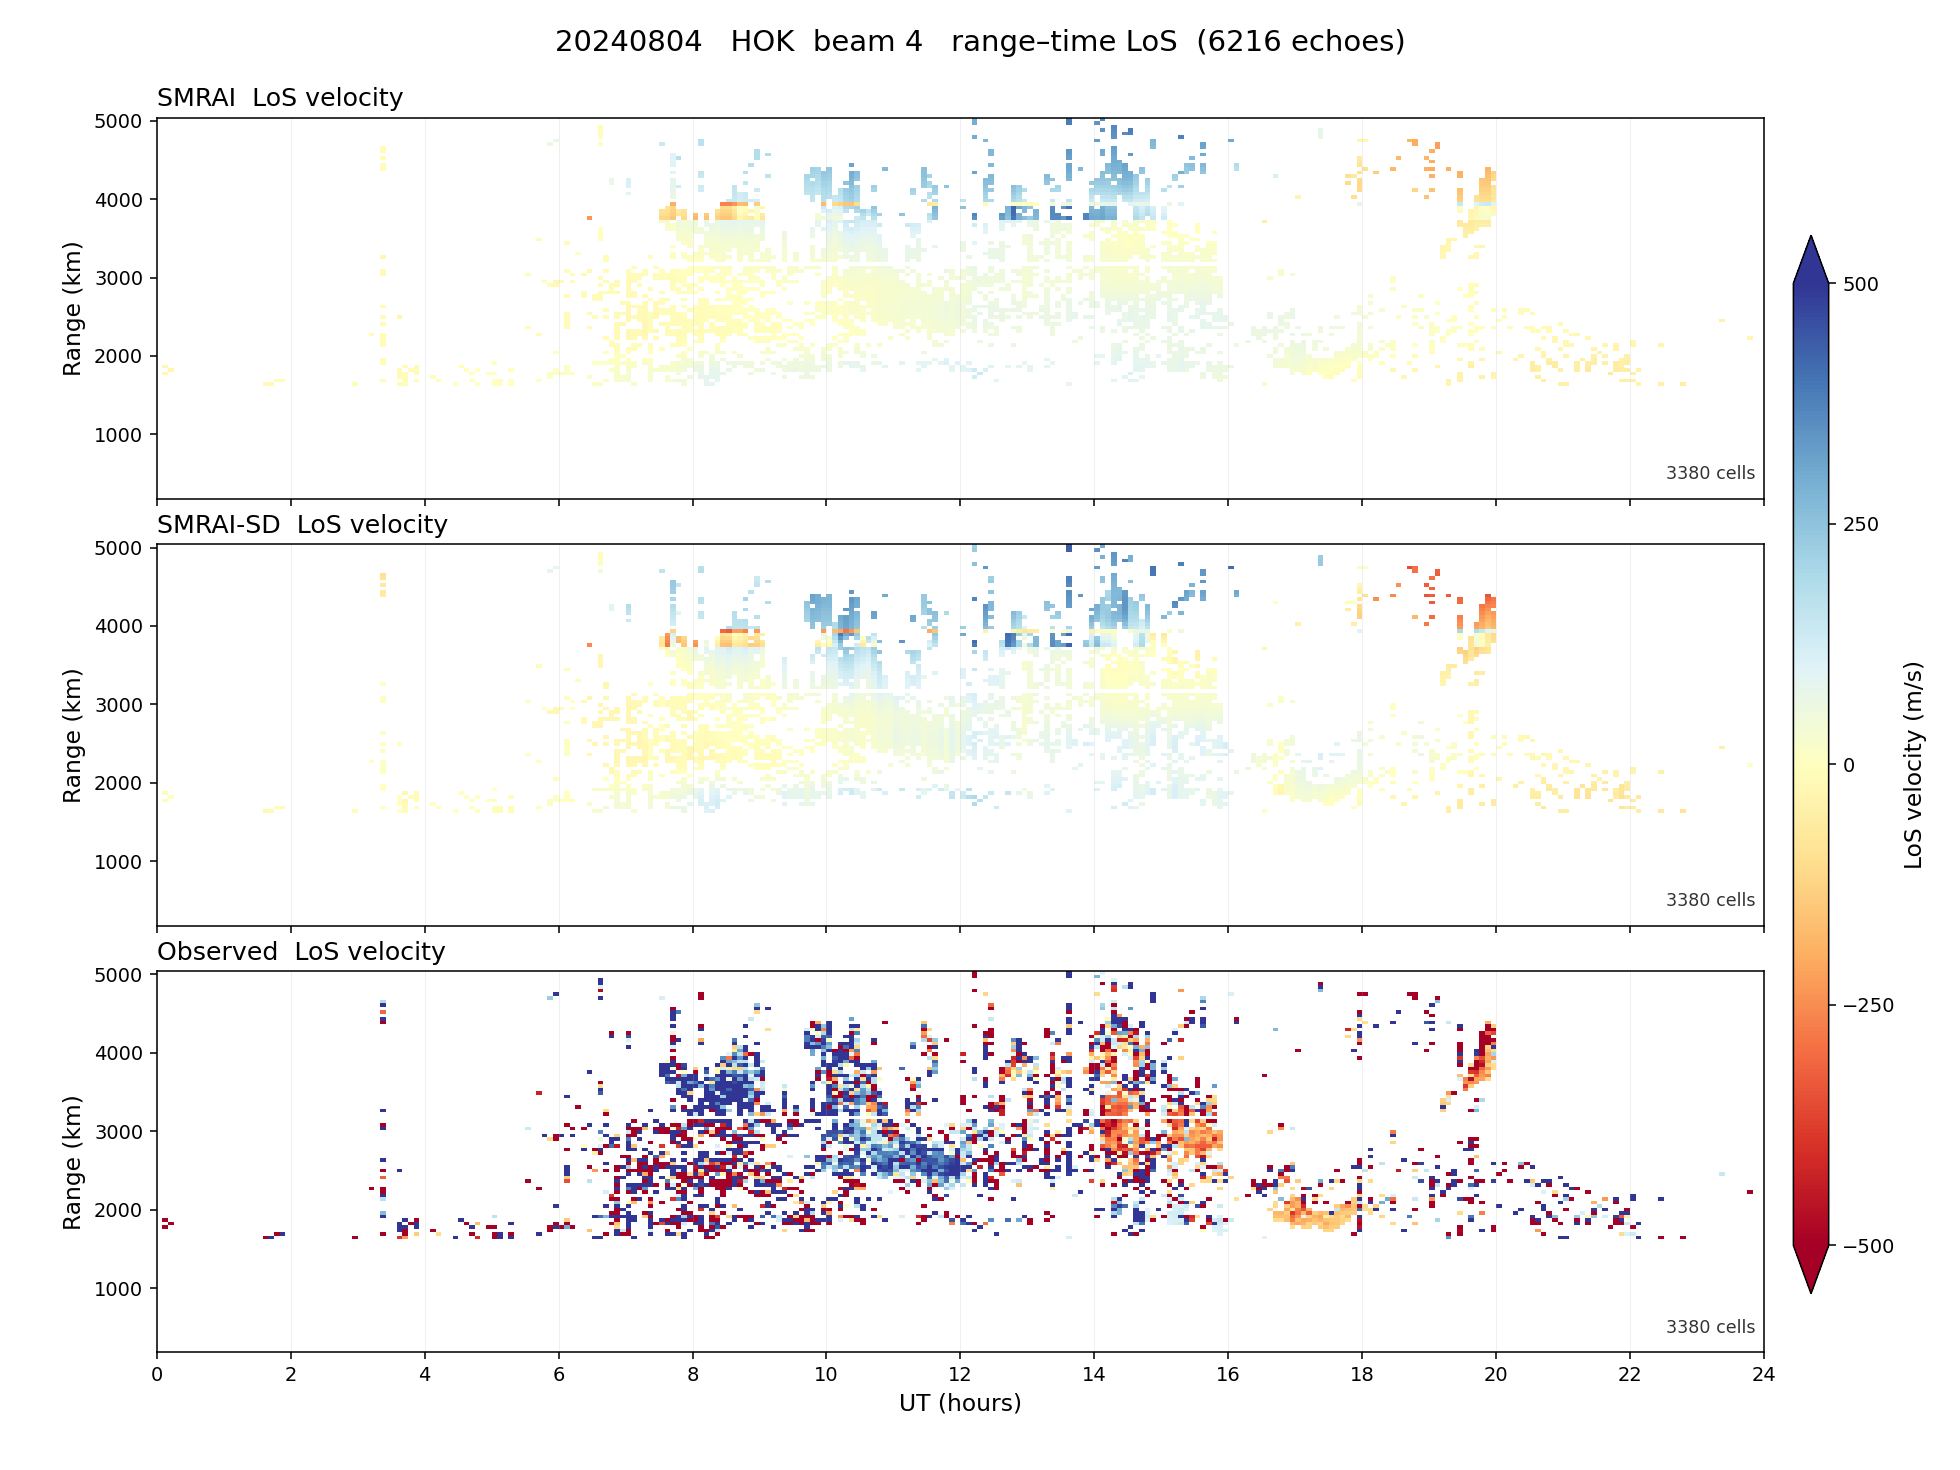 20240804   HOK  beam 4   range–time LoS  (6216 echoes)
SMRAI  LoS velocity
5000
4000
3000
2000
1000
Range (km)
3380 cells
SMRAI-SD  LoS velocity
5000
4000
3000
2000
1000
Range (km)
3380 cells
Observed  LoS velocity
5000
4000
3000
2000
1000
Range (km)
3380 cells
0 2 4 6 8 10 12 14 16 18 20 22 24
UT (hours)
500
250
0
−250
−500
LoS velocity (m/s)